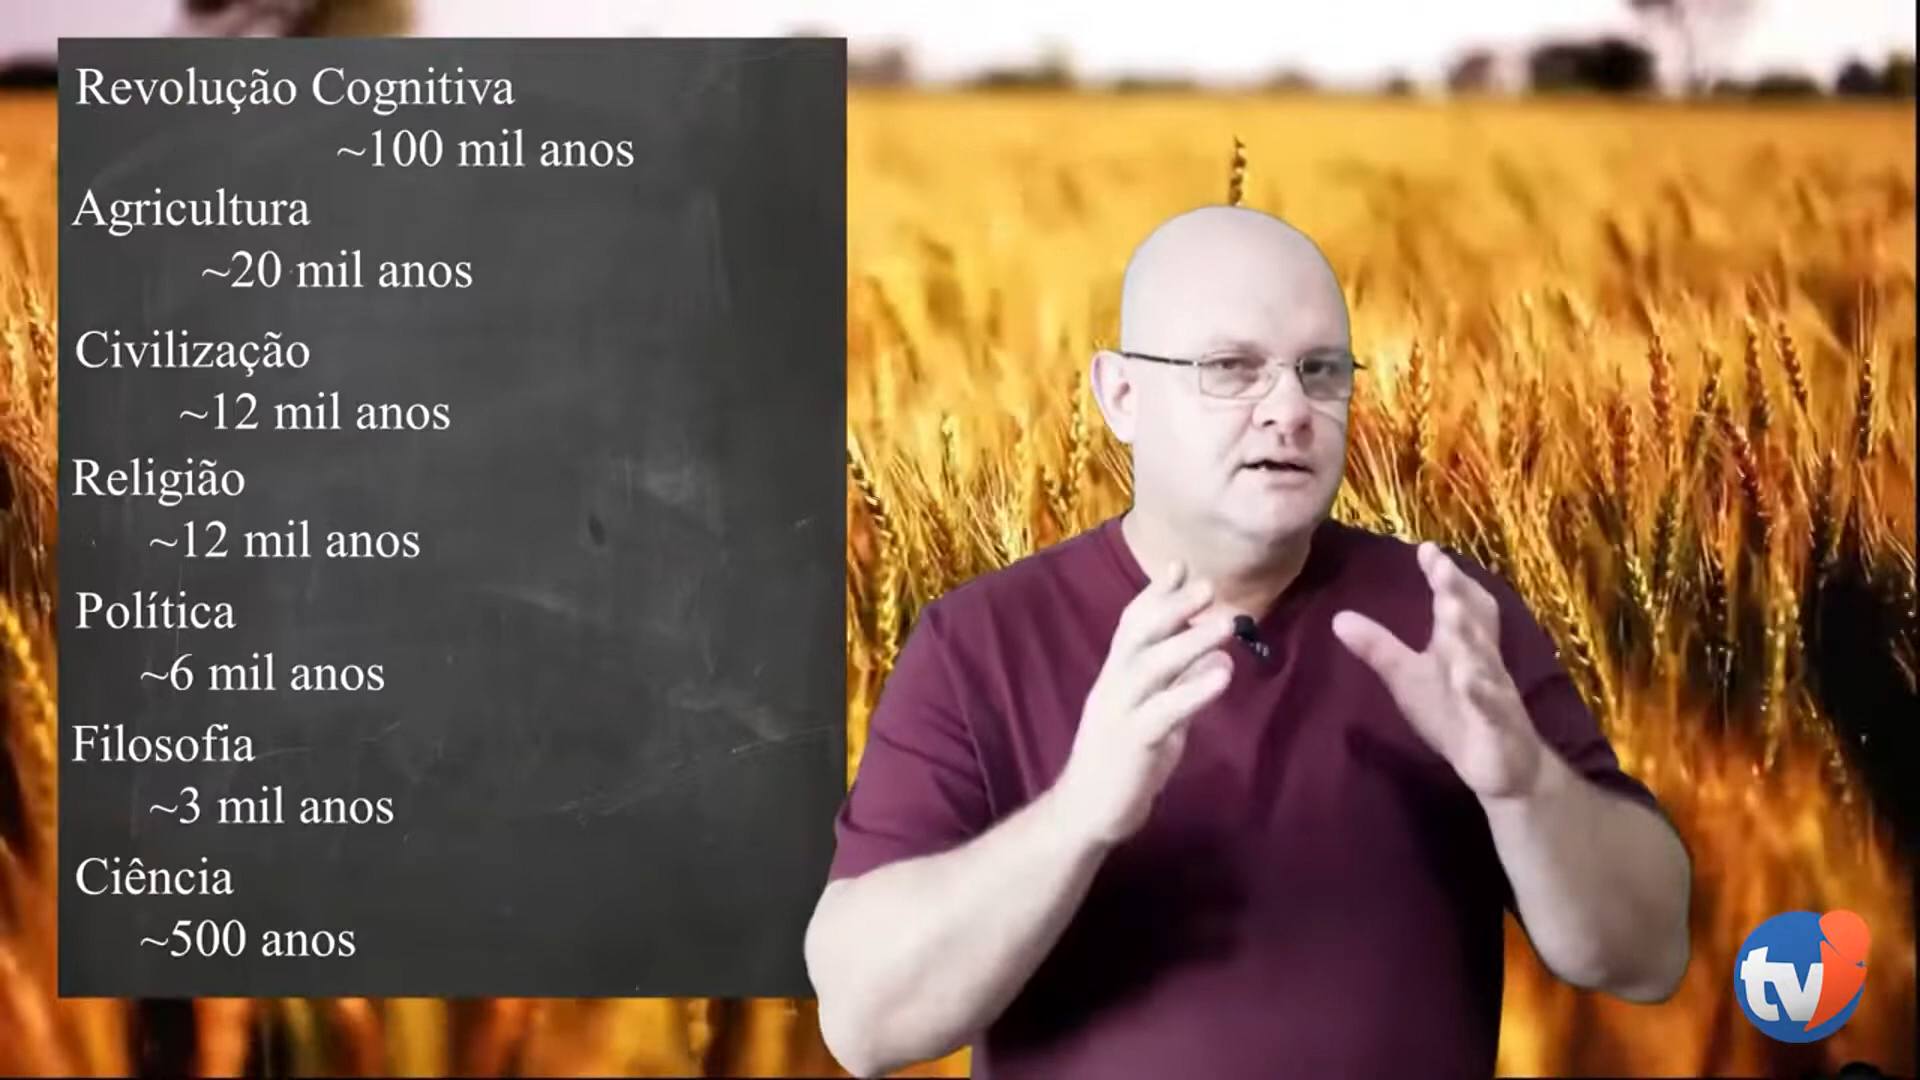 Revolução Cognitiva
~100 mil anos
Agricultura
~20 mil anos
Civilização
~12 mil anos
Religião
~12 mil anos
Política
~6 mil anos
Filosofia
~3 mil anos
Ciência
~500 anos
tvi